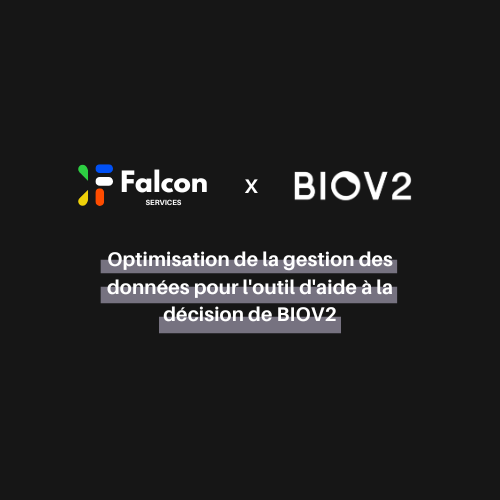 Falcon
SERVICES
x
BIOV2
Optimisation de la gestion des
données pour l'outil d'aide à la
décision de BIOV2